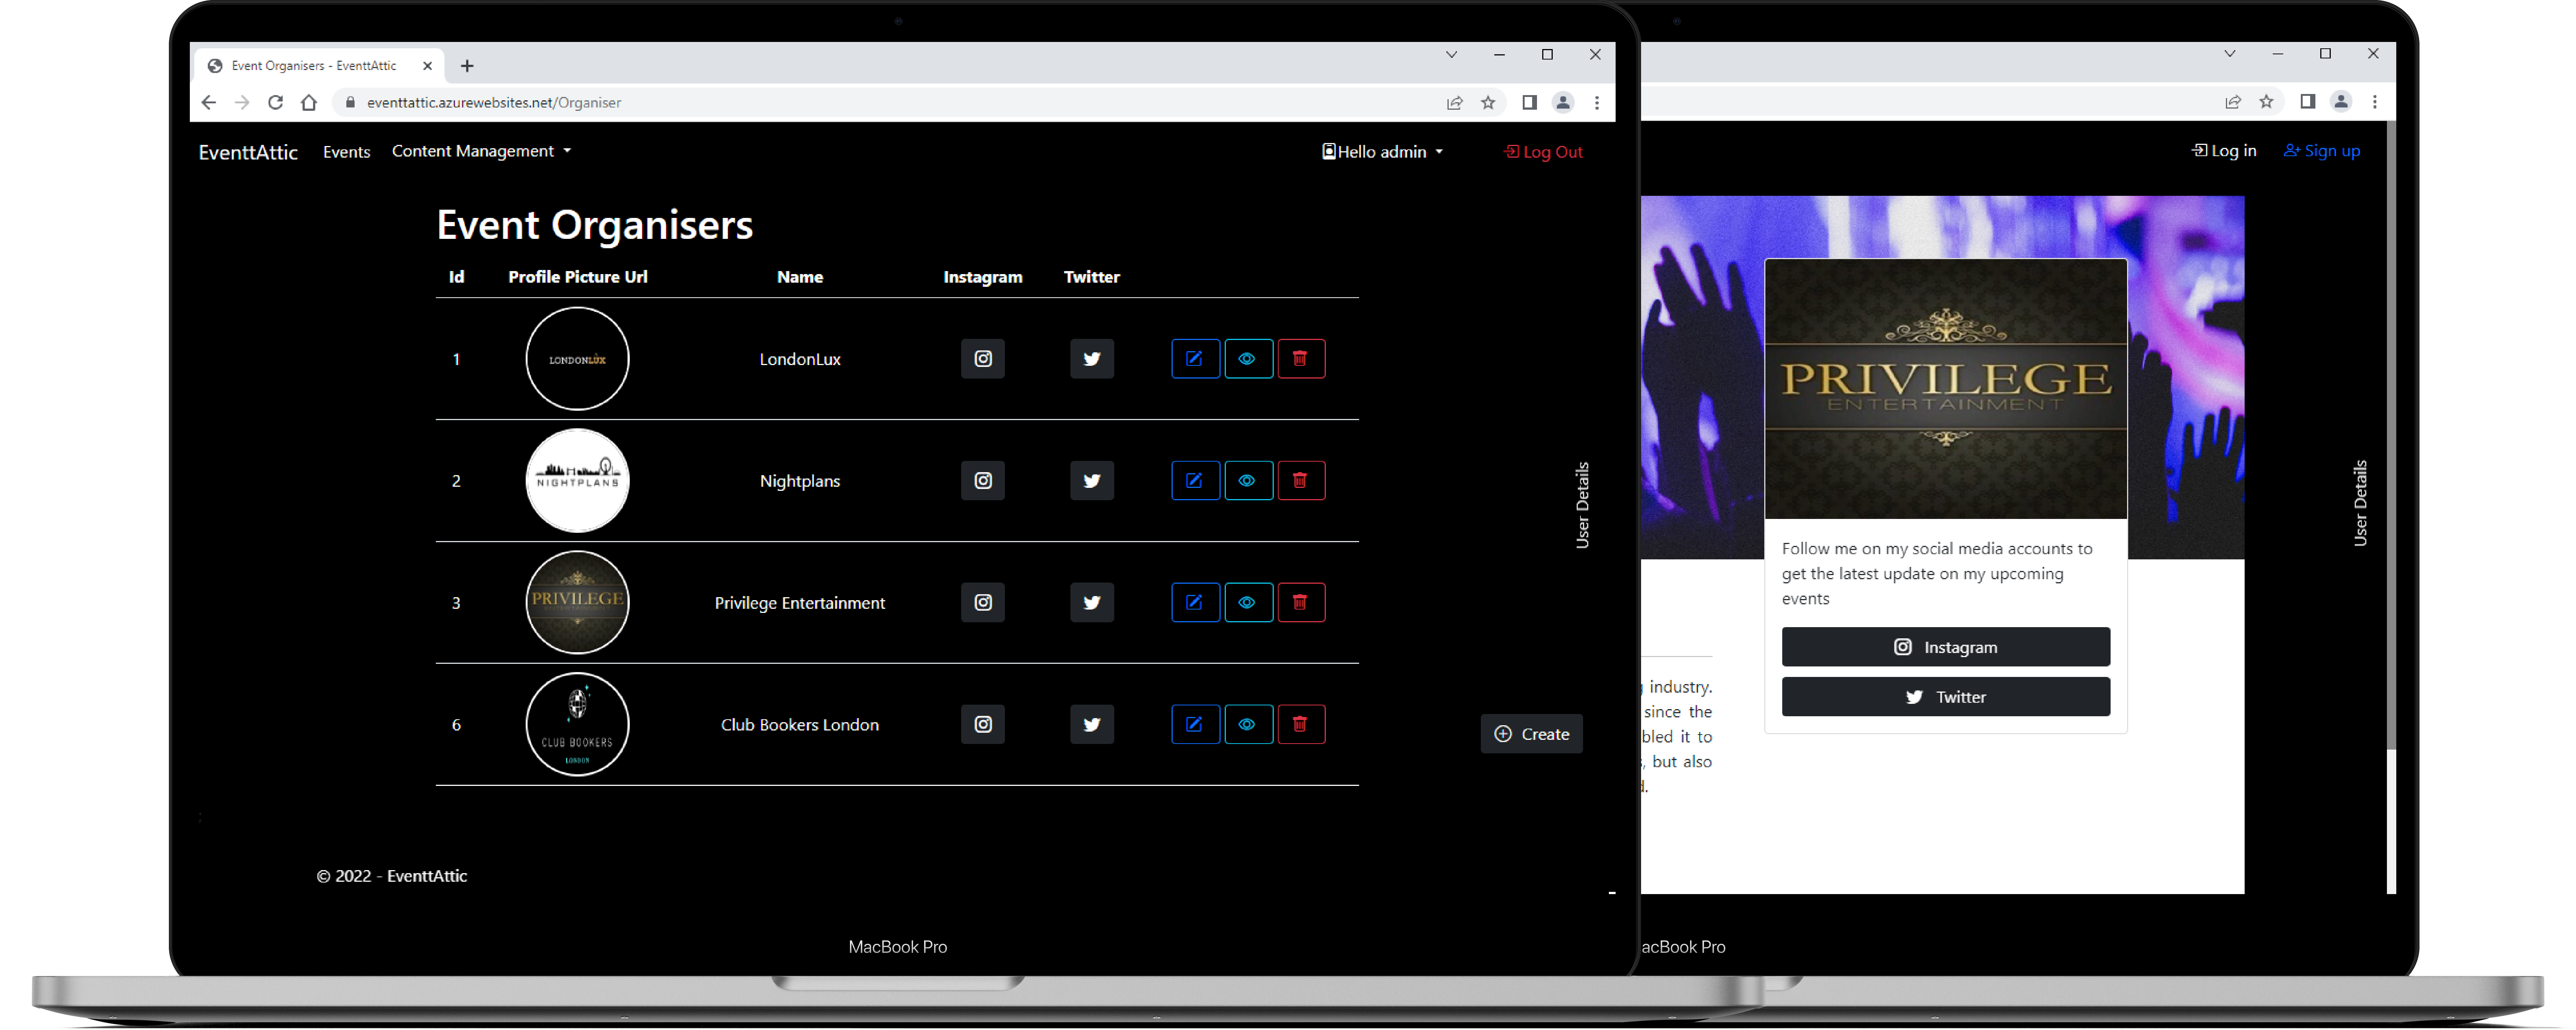 Event Organisers - EventtAttic
eventtattic.azurewebsites.net/Organiser
EventtAttic Events Content Management Hello admin Log Out
Event Organisers
Id Profile Picture Url Name Instagram Twitter
1 LONDONLUX LondonLux
2 NIGHTPLANS Nightplans
3 PRIVILEGE Privilege Entertainment
6 CLUB BOOKERS LONDON Club Bookers London
User Details
Create
© 2022 - EventtAttic
MacBook Pro
Log in Sign up
PRIVILEGE
ENTERTAINMENT
Follow me on my social media accounts to
get the latest update on my upcoming
events
Instagram
Twitter
industry.
since the
bled it to
, but also
d.
User Details
acBook Pro